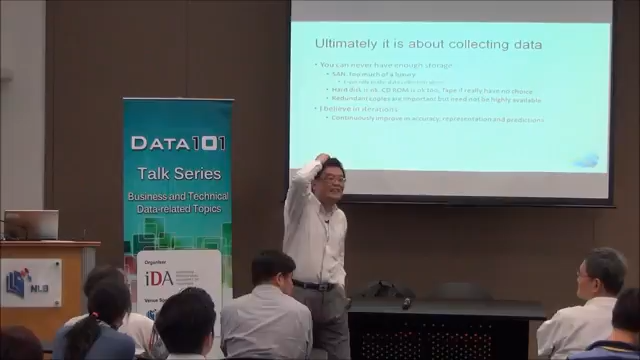 Ultimately it is about collecting data
• You can never have enough storage
• SAN: Too much of a luxury
• Hard disk is ok, CD ROM is ok too, Tape if really have no choice
• Redundant copies are important but need not be highly available
• I believe in iterations
• Continuously improve in accuracy, representation and predictions
DATA101
Talk Series
Business and Technical
Data-related Topics
Organiser
iDA
Venue
NLB